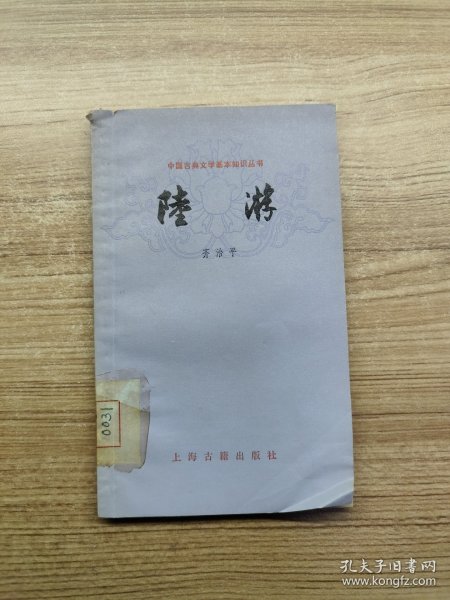 中国古典文学基本知识丛书
陸游
齐治平
0031
上海古籍出版社
孔夫子旧书网
www.kongfz.com